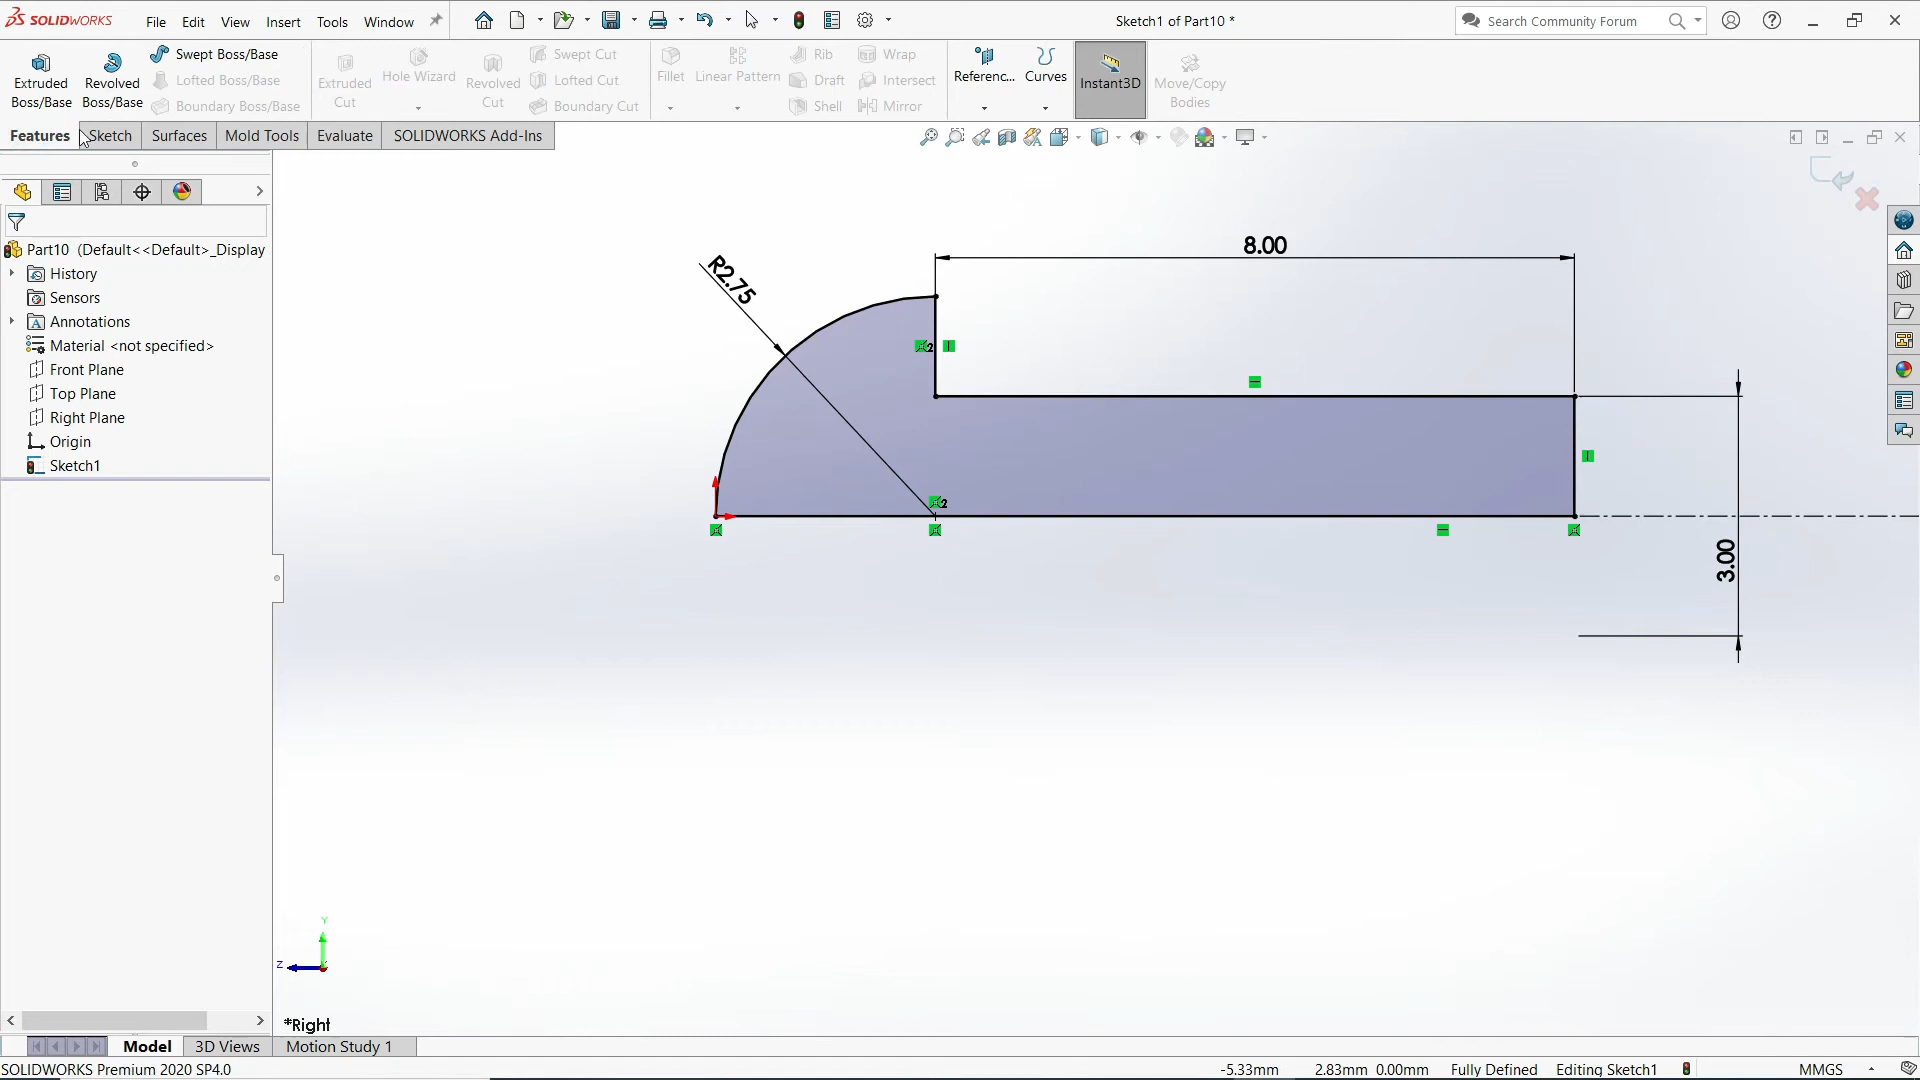 SOLIDWORKS File Edit View Insert Tools Window Sketch1 of Part10 * Search Community Forum
Extruded Boss/Base
Revolved Boss/Base
Swept Boss/Base
Lofted Boss/Base
Boundary Boss/Base
Extruded Cut
Hole Wizard
Revolved Cut
Swept Cut
Lofted Cut
Boundary Cut
Fillet
Linear Pattern
Rib
Draft
Shell
Wrap
Intersect
Mirror
Referenc...
Curves
Instant3D
Move/Copy Bodies
Features Sketch Surfaces Mold Tools Evaluate SOLIDWORKS Add-Ins
Part10 (Default<<Default>_Display
History
Sensors
Annotations
Material <not specified>
Front Plane
Top Plane
Right Plane
Origin
Sketch1
8.00
R2.75
2
2
3.00
Y
Z
*Right
Model 3D Views Motion Study 1
SOLIDWORKS Premium 2020 SP4.0 -5.33mm 2.83mm 0.00mm Fully Defined Editing Sketch1 MMGS